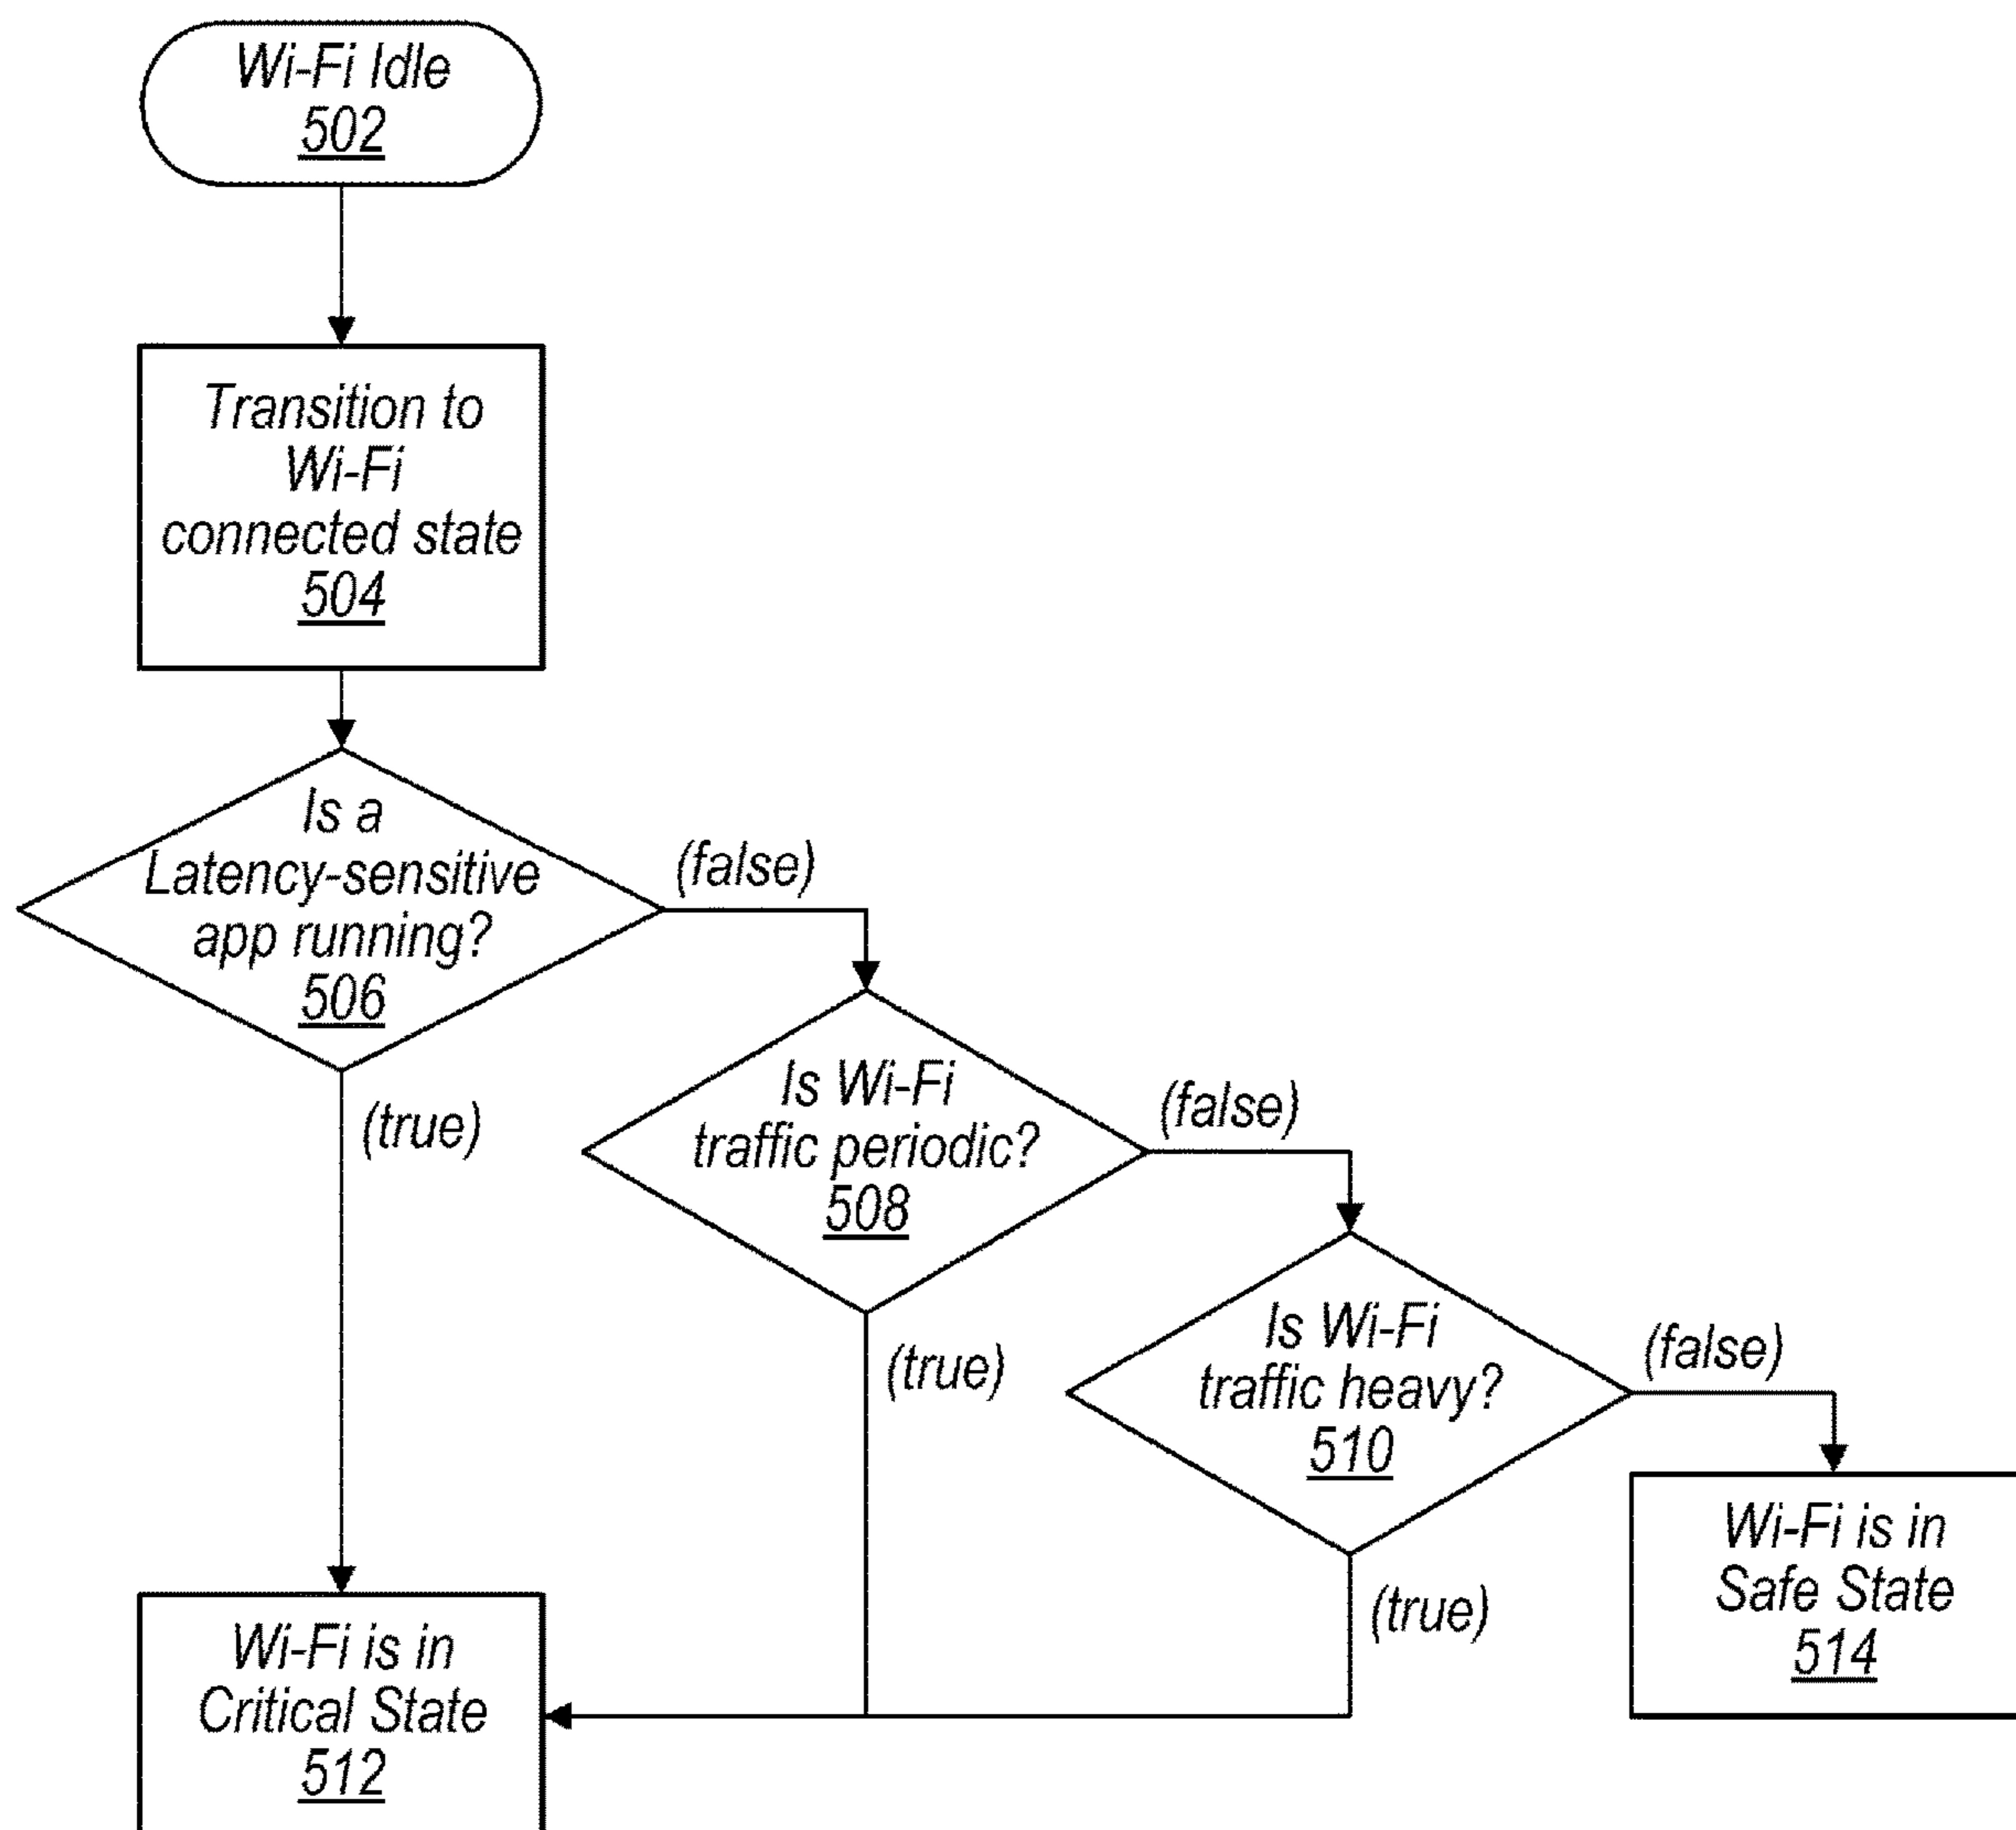 Wi-Fi Idle
502
Transition to
Wi-Fi
connected state
504
Is a
Latency-sensitive
app running?
506
(false)
(true)
Is Wi-Fi
traffic periodic?
508
(false)
(true)
Is Wi-Fi
traffic heavy?
510
(false)
(true)
Wi-Fi is in
Safe State
514
Wi-Fi is in
Critical State
512